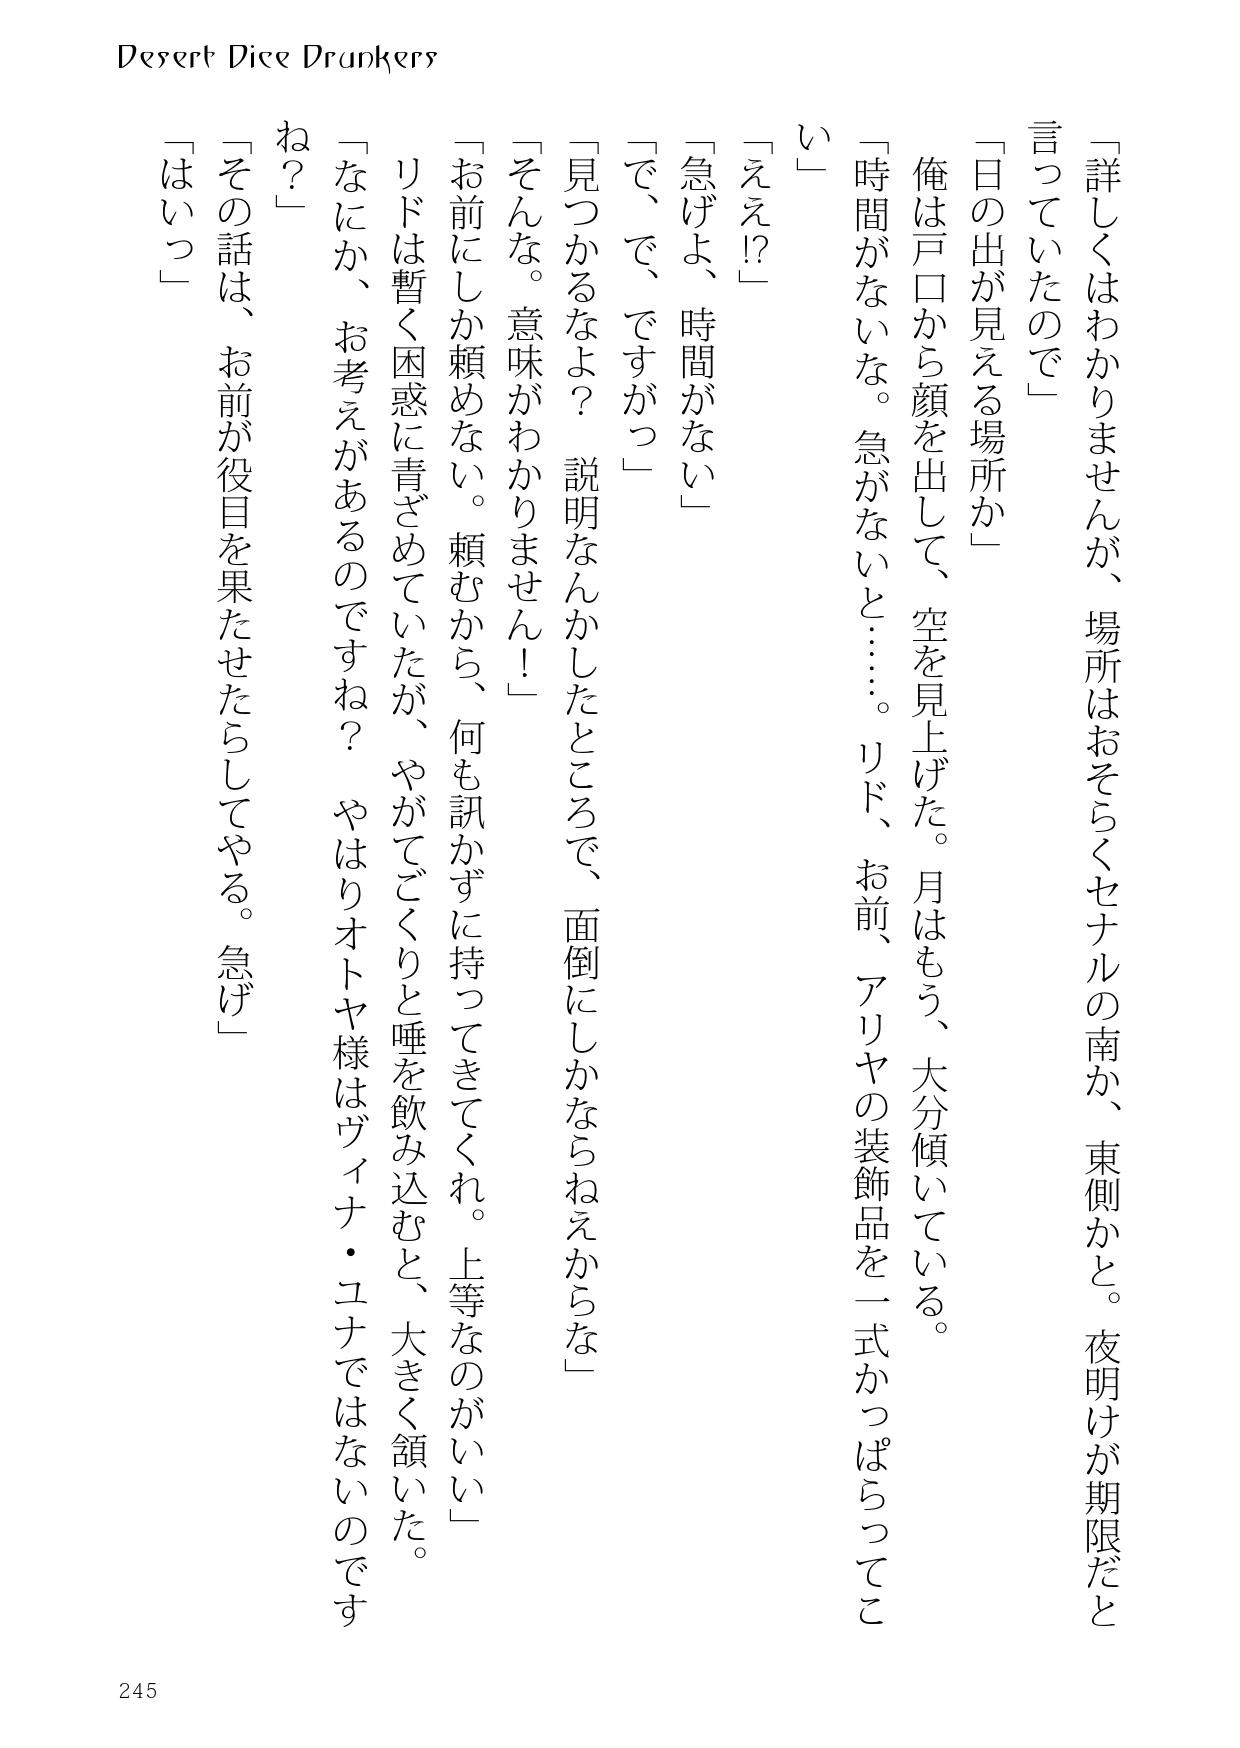 Desert Dice Drunkers
「詳しくはわかりませんが、場所はおそらくセナルの南か、東側かと。夜明けが期限だと
言っていたので」
「日の出が見える場所か」
　俺は戸口から顔を出して、空を見上げた。月はもう、大分傾いている。
「時間がないな。急がないと……。リド、お前、アリヤの装飾品を一式かっぱらってこ
い」
「ええ!?」
「急げよ、時間がない」
「で、で、ですがっ」
「見つかるなよ？　説明なんかしたところで、面倒にしかならねえからな」
「そんな。意味がわかりません！」
「お前にしか頼めない。頼むから、何も訊かずに持ってきてくれ。上等なのがいい」
　リドは暫く困惑に青ざめていたが、やがてごくりと唾を飲み込むと、大きく頷いた。
「なにか、お考えがあるのですね？　やはりオトヤ様はヴィナ・ユナではないのです
ね？」
「その話は、お前が役目を果たせたらしてやる。急げ」
「はいっ」
245